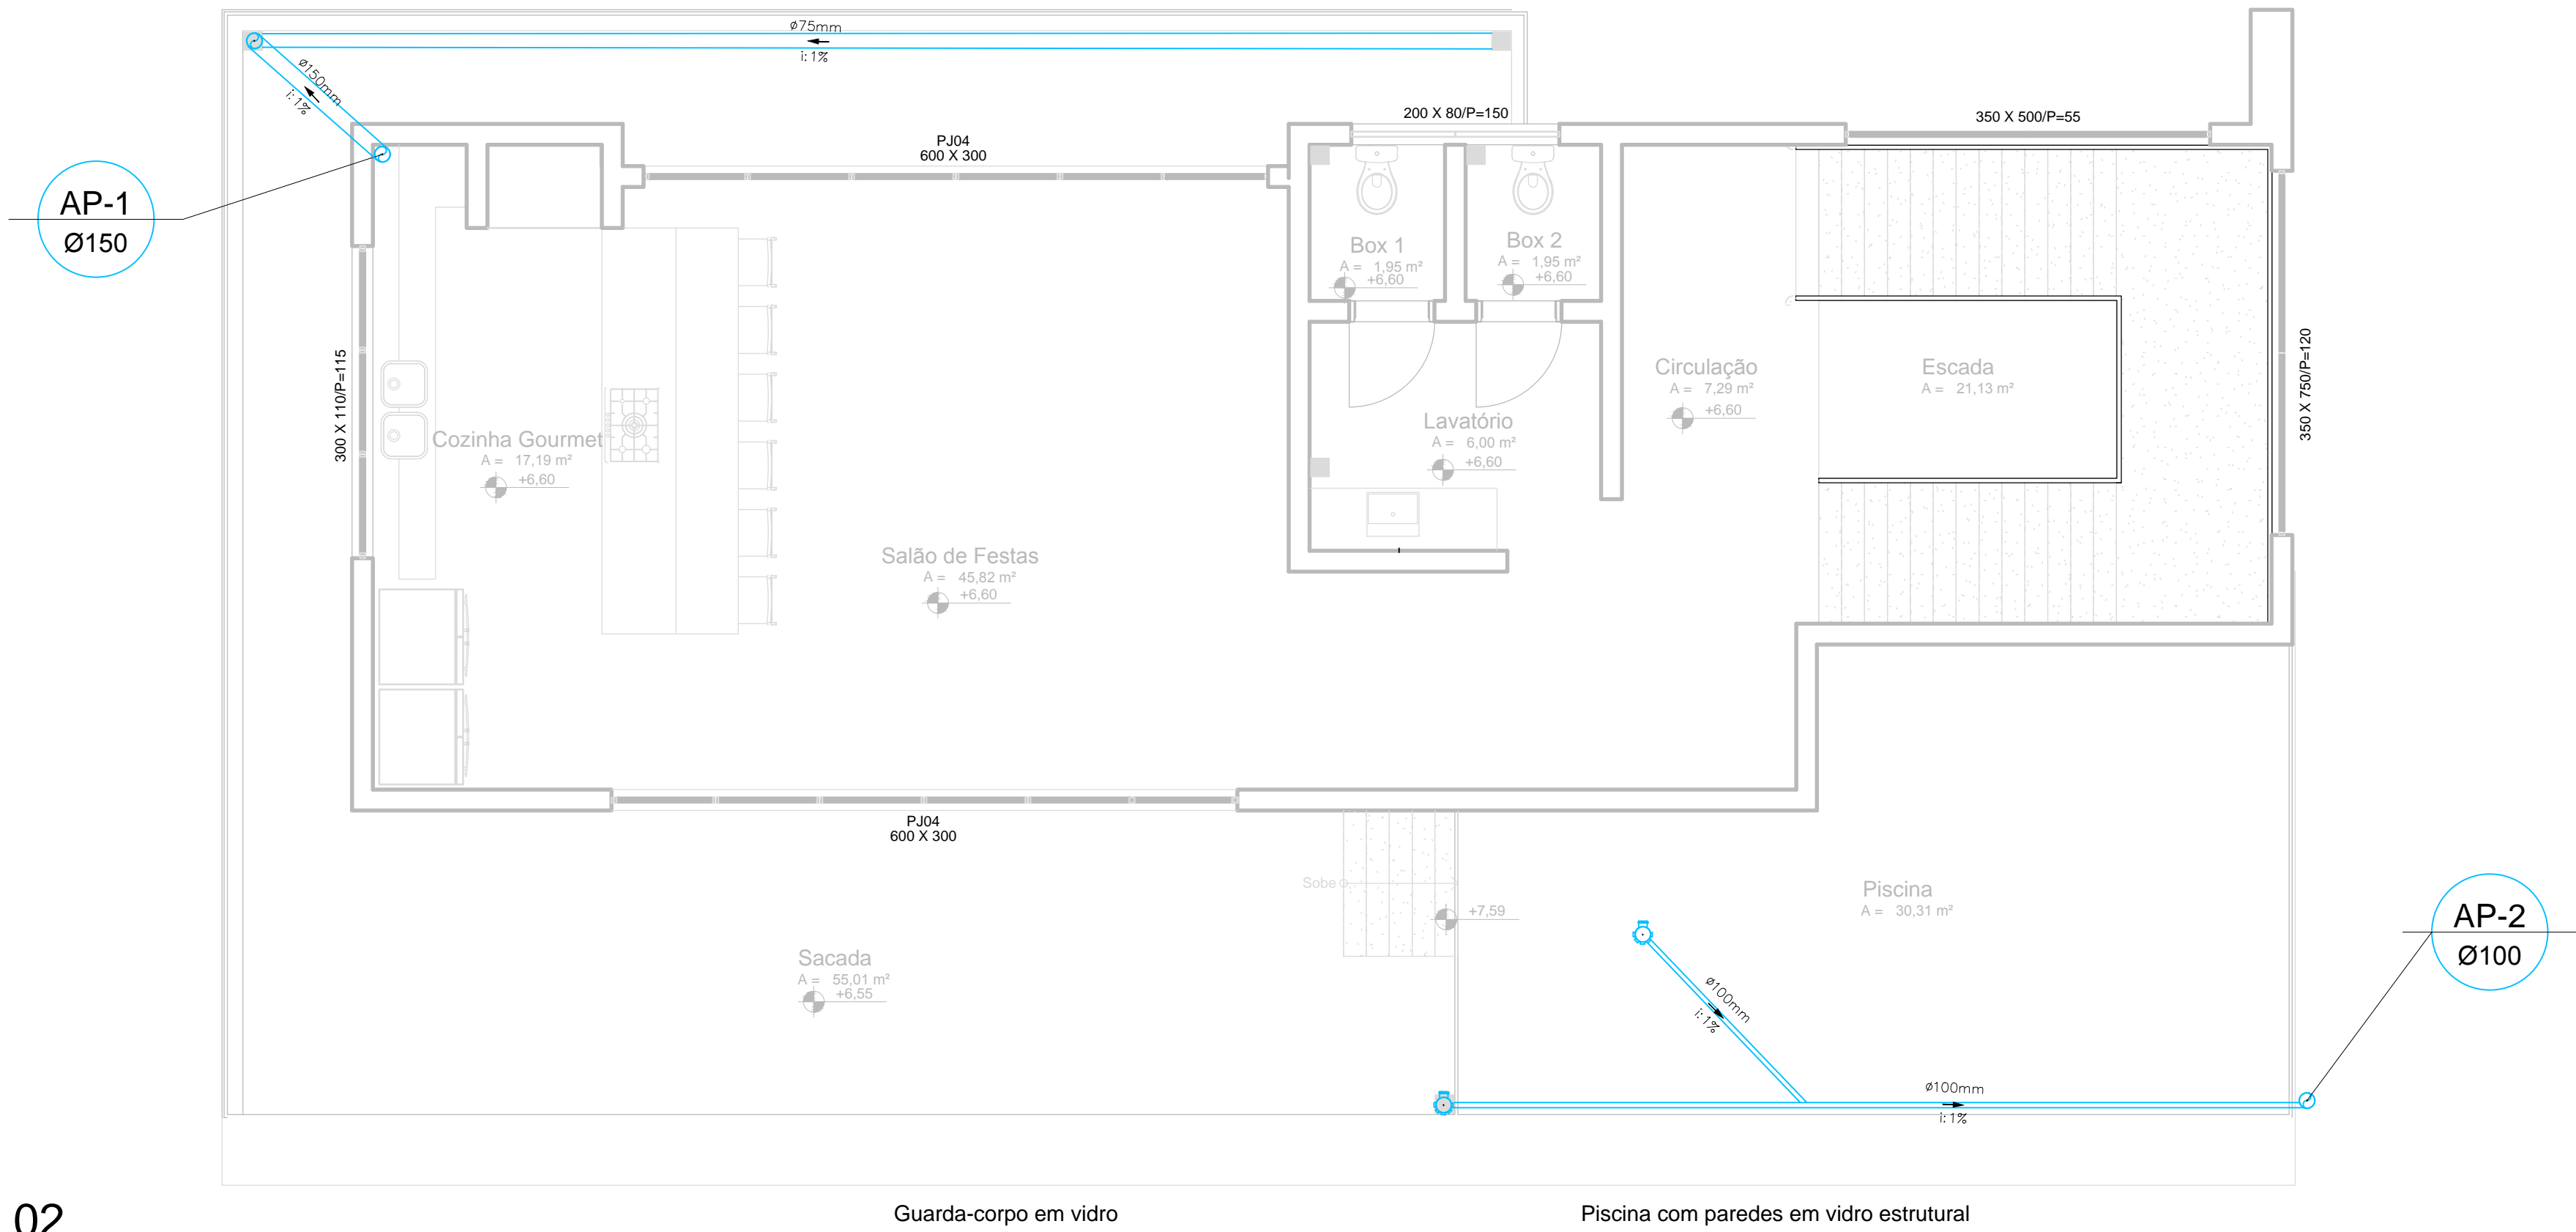 ø75mm
i: 1%
ø150mm
i: 1%
200 X 80/P=150
350 X 500/P=55
PJ04
600 X 300
AP-1
Ø150
Box 1
A = 1,95 m²
+6,60
Box 2
A = 1,95 m²
+6,60
300 X 110/P=115
Circulação
A = 7,29 m²
+6,60
Escada
A = 21,13 m²
350 X 750/P=120
Cozinha Gourmet
A = 17,19 m²
+6,60
Lavatório
A = 6,00 m²
+6,60
Salão de Festas
A = 45,82 m²
+6,60
PJ04
600 X 300
Sobe
+7,59
Piscina
A = 30,31 m²
AP-2
Ø100
Sacada
A = 55,01 m²
+6,55
ø100mm
i: 1%
ø100mm
i: 1%
02
Guarda-corpo em vidro
Piscina com paredes em vidro estrutural